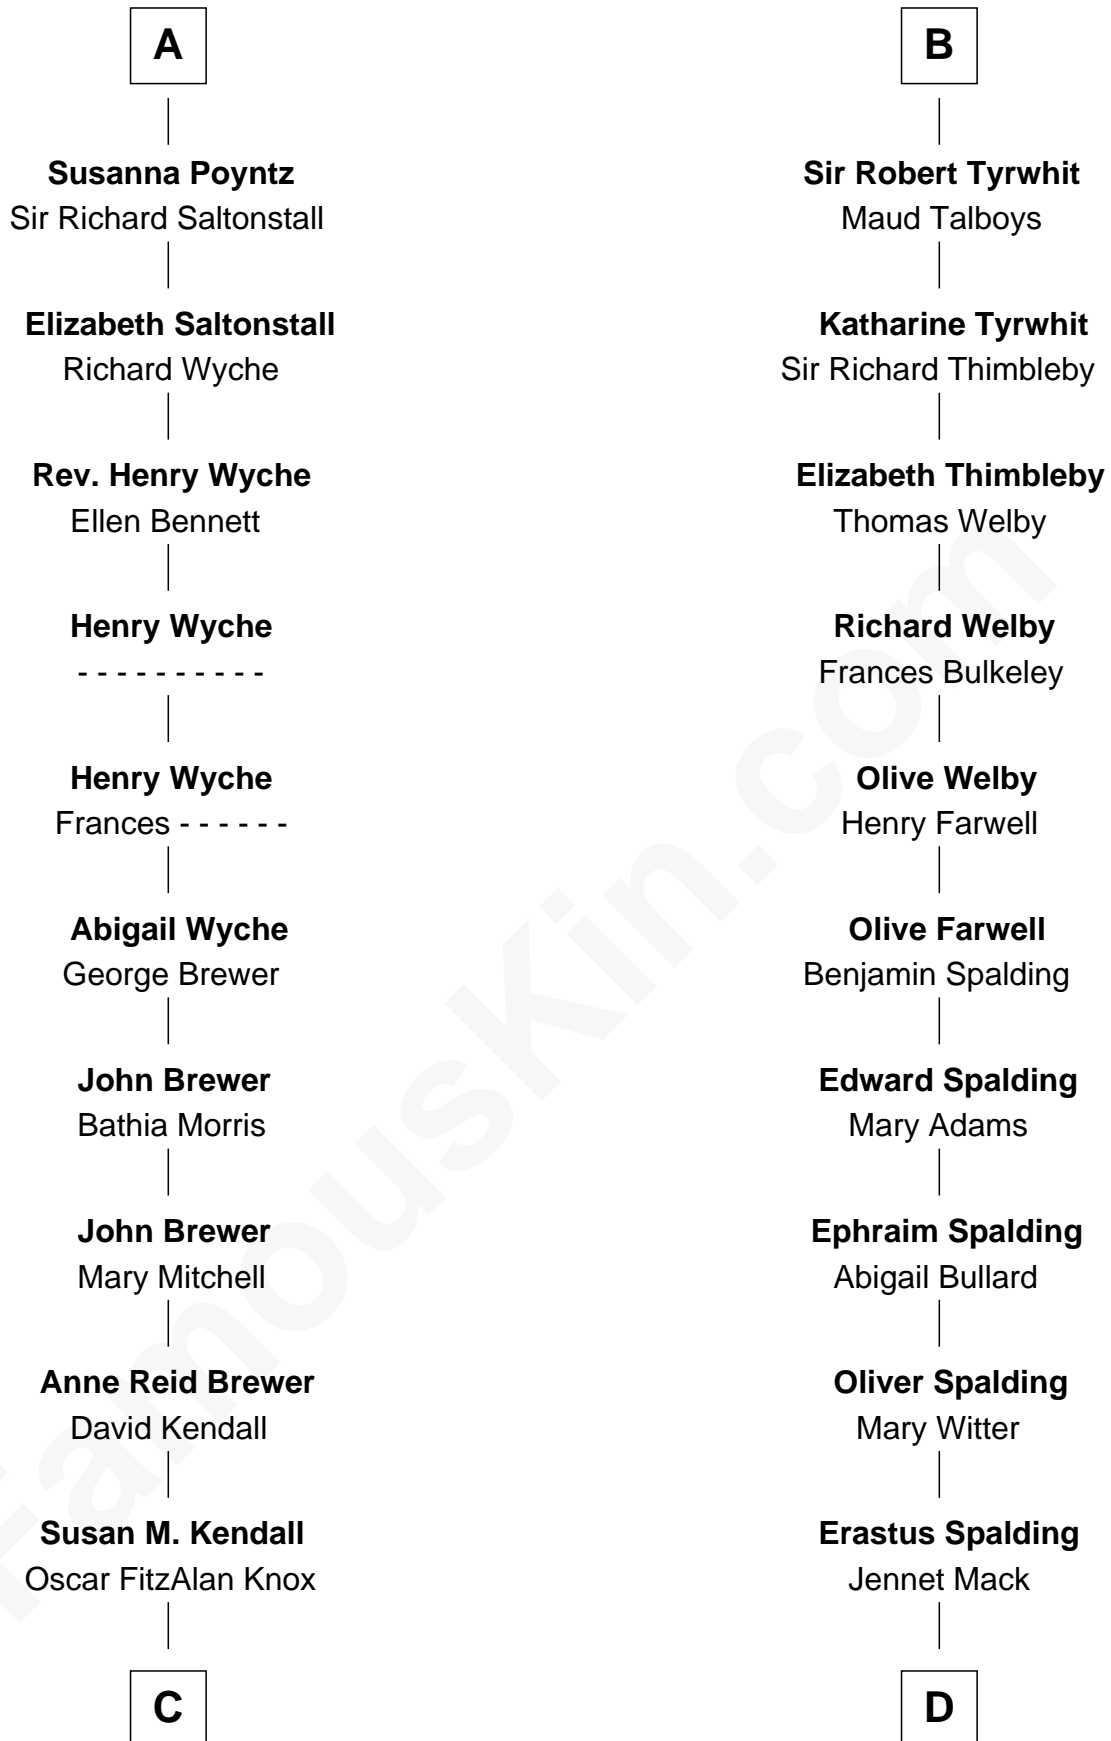 A
Susanna Poyntz
Sir Richard Saltonstall
Elizabeth Saltonstall
Richard Wyche
Rev. Henry Wyche
Ellen Bennett
Henry Wyche
- - - - - - - - - -
Henry Wyche
Frances - - - - - -
Abigail Wyche
George Brewer
John Brewer
Bathia Morris
John Brewer
Mary Mitchell
Anne Reid Brewer
David Kendall
Susan M. Kendall
Oscar FitzAlan Knox
C
B
Sir Robert Tyrwhit
Maud Talboys
Katharine Tyrwhit
Sir Richard Thimbleby
Elizabeth Thimbleby
Thomas Welby
Richard Welby
Frances Bulkeley
Olive Welby
Henry Farwell
Olive Farwell
Benjamin Spalding
Edward Spalding
Mary Adams
Ephraim Spalding
Abigail Bullard
Oliver Spalding
Mary Witter
Erastus Spalding
Jennet Mack
D
FamousKin.com